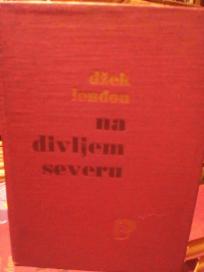 džek
london
na
divljem
severu